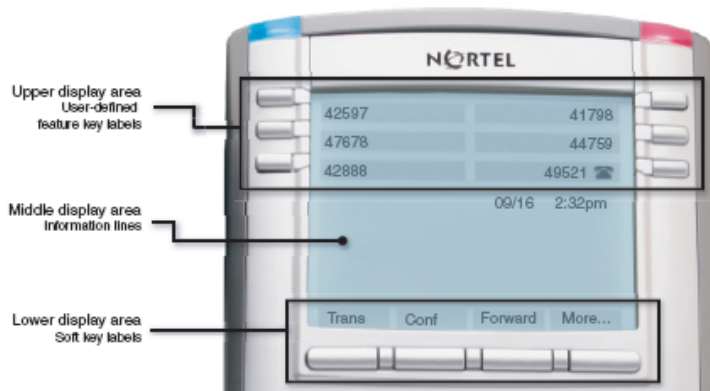 NORTEL
Upper display area
User-defined
feature key labels
42597 41798
47678 44759
42888 49521
09/16 2:32pm
Middle display area
Information lines
Trans Conf Forward More...
Lower display area
Soft key labels